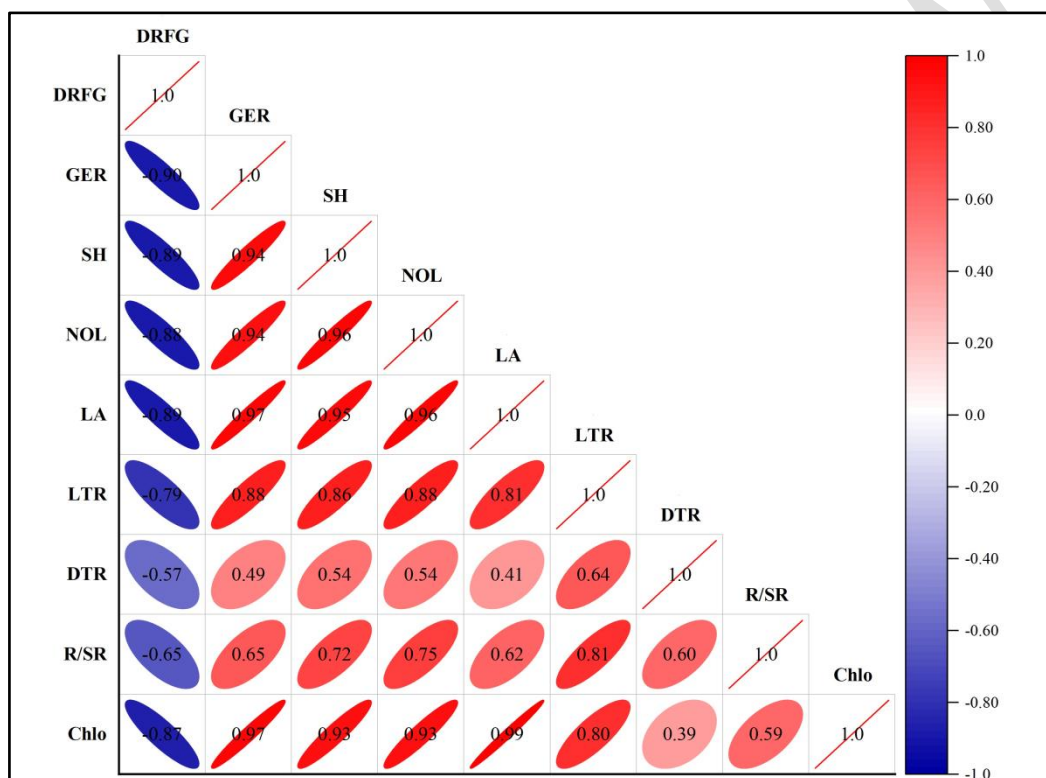 DRFG
DRFG 1.0
GER
GER -0.90 1.0
SH
SH -0.89 0.94 1.0
NOL
NOL -0.88 0.94 0.96 1.0
LA
LA -0.89 0.97 0.95 0.96 1.0
LTR
LTR -0.79 0.88 0.86 0.88 0.81 1.0
DTR
DTR -0.57 0.49 0.54 0.54 0.41 0.64 1.0
R/SR
R/SR -0.65 0.65 0.72 0.75 0.62 0.81 0.60 1.0
Chlo
Chlo -0.87 0.97 0.93 0.93 0.99 0.80 0.39 0.59 1.0
1.0
0.80
0.60
0.40
0.20
0.0
-0.20
-0.40
-0.60
-0.80
-1.0